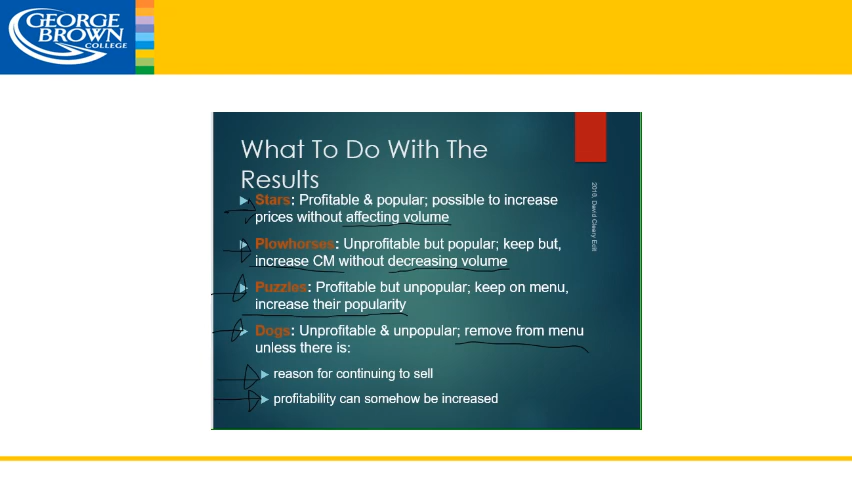 GEORGE
BROWN
COLLEGE
What To Do With The
Results
Stars: Profitable & popular; possible to increase
prices without affecting volume
Plowhorses: Unprofitable but popular; keep but,
increase CM without decreasing volume
Puzzles: Profitable but unpopular; keep on menu,
increase their popularity
Dogs: Unprofitable & unpopular; remove from menu
unless there is:
reason for continuing to sell
profitability can somehow be increased
2018, David Cleary